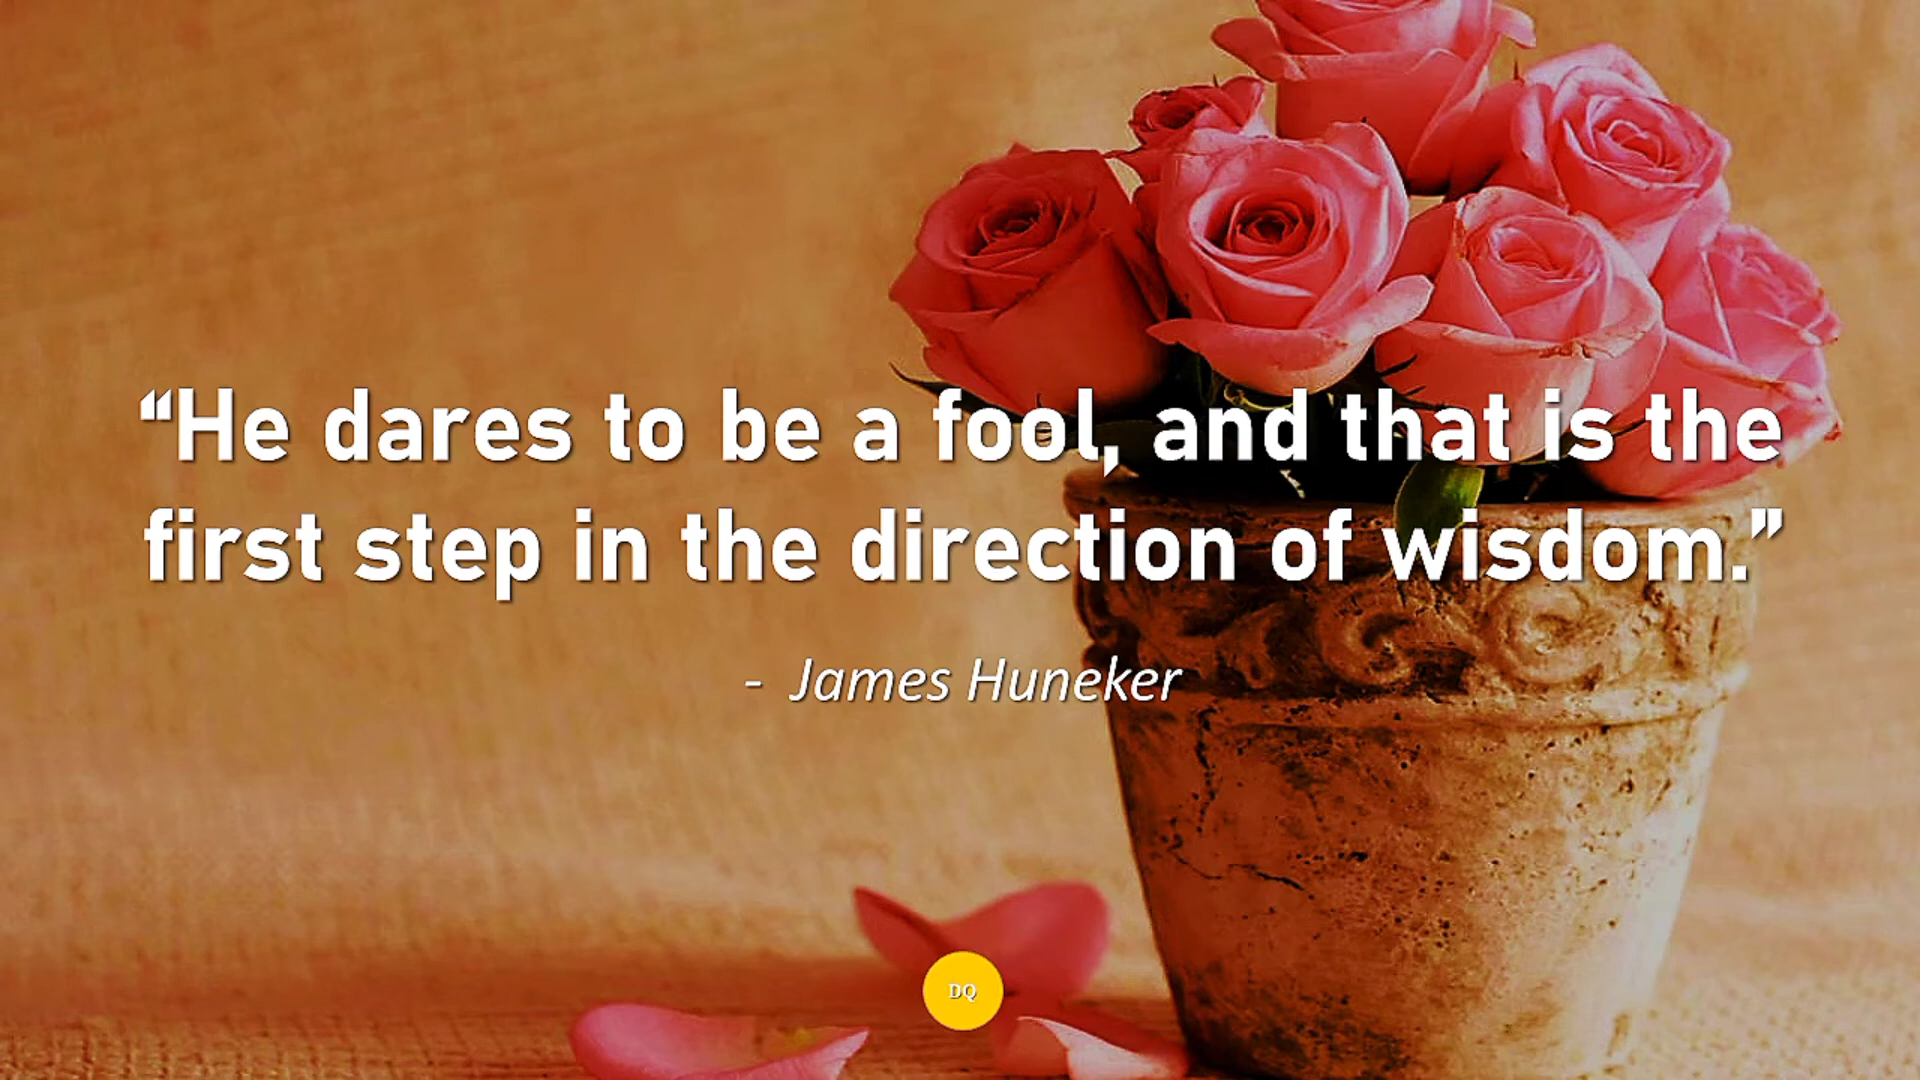 “He dares to be a fool, and that is the
first step in the direction of wisdom.”
- James Huneker
DQ